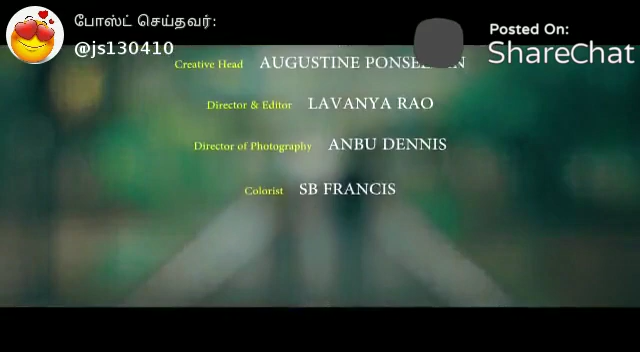 போஸ்ட் செய்தவர்:
@js130410
Posted On:
ShareChat
Creative Head AUGUSTINE
Director & Editor LAVANYA RAO
Director of Photography ANBU DENNIS
Colorist SB FRANCIS